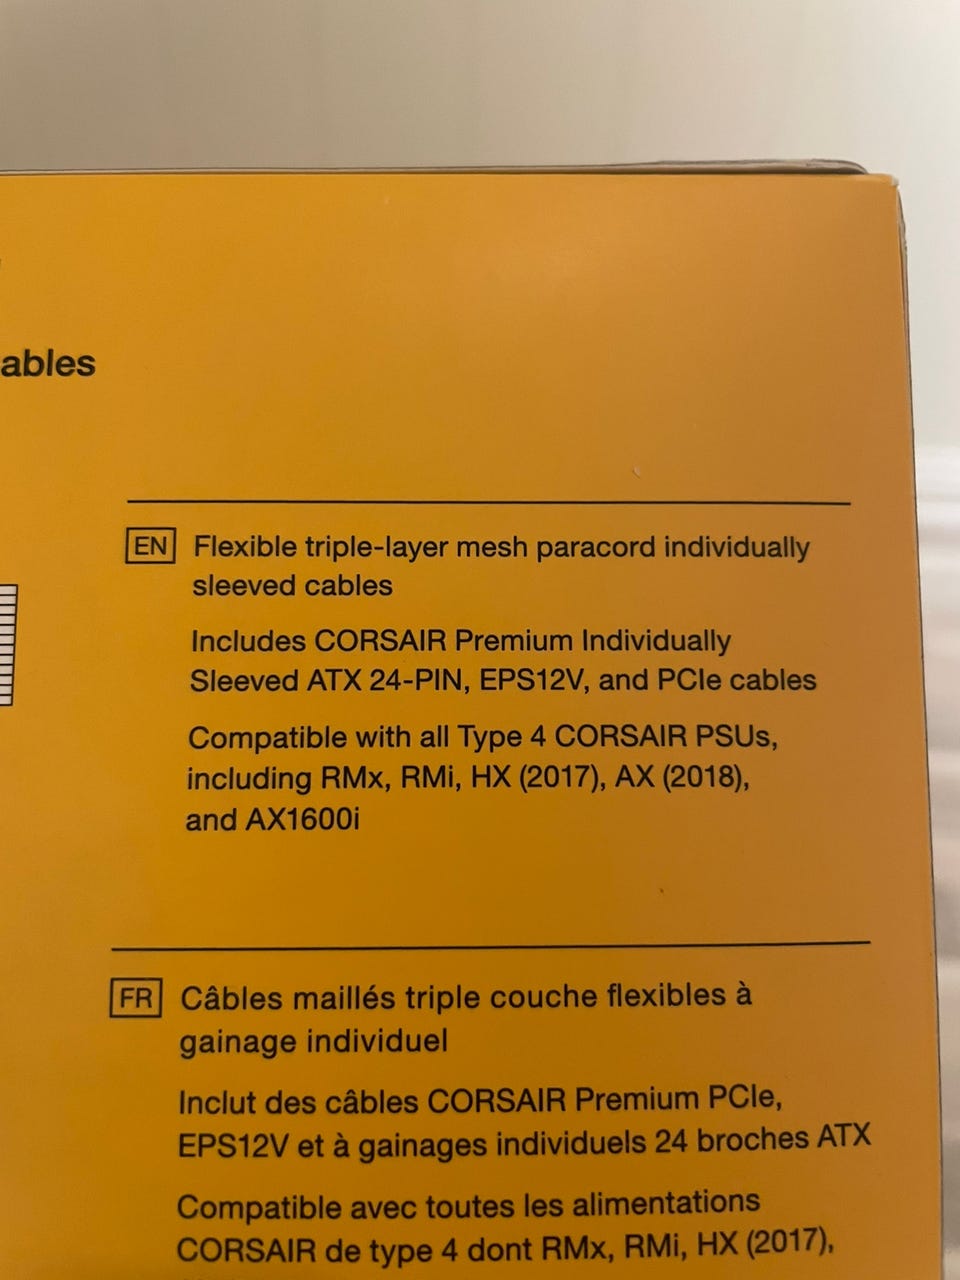 ables
EN Flexible triple-layer mesh paracord individually
sleeved cables
Includes CORSAIR Premium Individually
Sleeved ATX 24-PIN, EPS12V, and PCIe cables
Compatible with all Type 4 CORSAIR PSUs,
including RMx, RMi, HX (2017), AX (2018),
and AX1600i
FR Câbles maillés triple couche flexibles à
gainage individuel
Inclut des câbles CORSAIR Premium PCIe,
EPS12V et à gainages individuels 24 broches ATX
Compatible avec toutes les alimentations
CORSAIR de type 4 dont RMx, RMi, HX (2017),